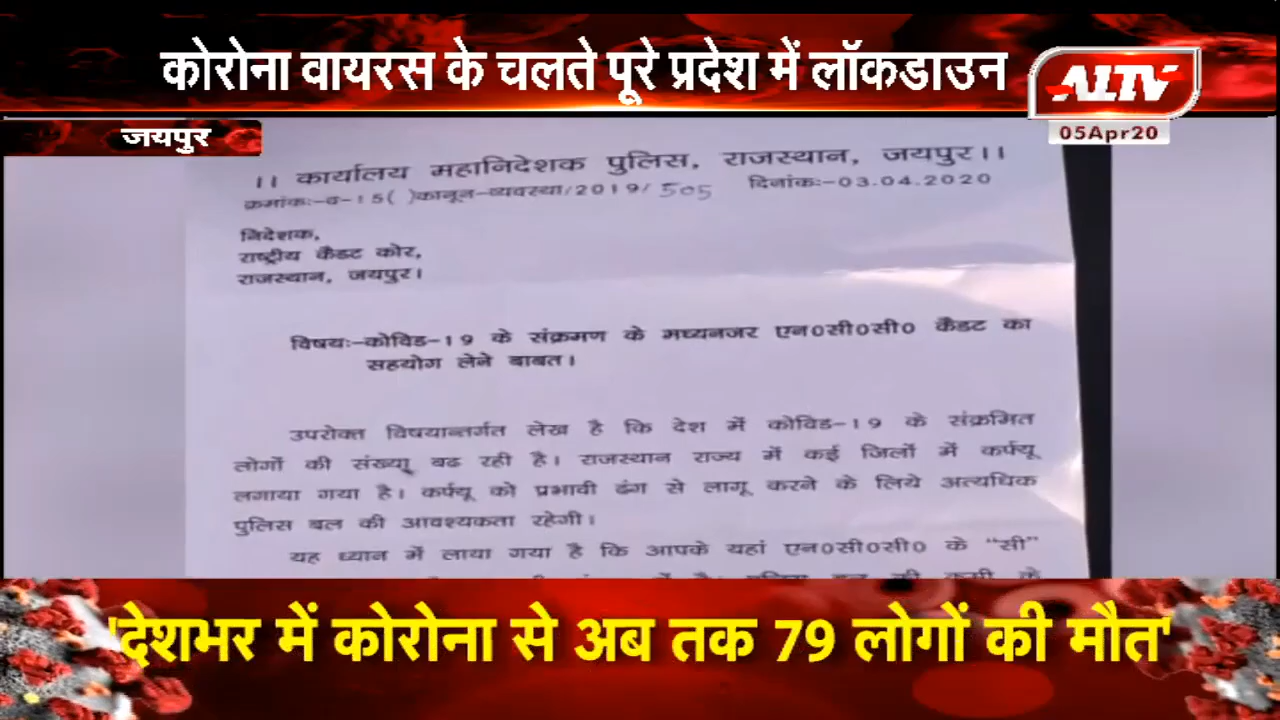 कोरोना वायरस के चलते पूरे प्रदेश में लॉकडाउन
ALTV
05Apr20
जयपुर
।। कार्यालय महानिदेशक पुलिस, राजस्थान, जयपुर।।
क्रमांकः-व-15( )कानून-व्यवस्था/2019/505 दिनांकः-03.04.2020
निदेशक,
राष्ट्रीय कैडट कोर,
राजस्थान, जयपुर।
विषयः-कोविड-19 के संक्रमण के मध्यनजर एन0सी0सी0 कैडट का
सहयोग लेने बाबत।
उपरोक्त विषयान्तर्गत लेख है कि देश में कोविड-19 के संक्रमित
लोगों की संख्या बढ रही है। राजस्थान राज्य में कई जिलों में कर्फ्यू
लगाया गया है। कर्फ्यू को प्रभावी ढंग से लागू करने के लिये अत्यधिक
पुलिस बल की आवश्यकता रहेगी।
यह ध्यान में लाया गया है कि आपके यहां एन0सी0सी0 के "सी"
'देशभर में कोरोना से अब तक 79 लोगों की मौत'